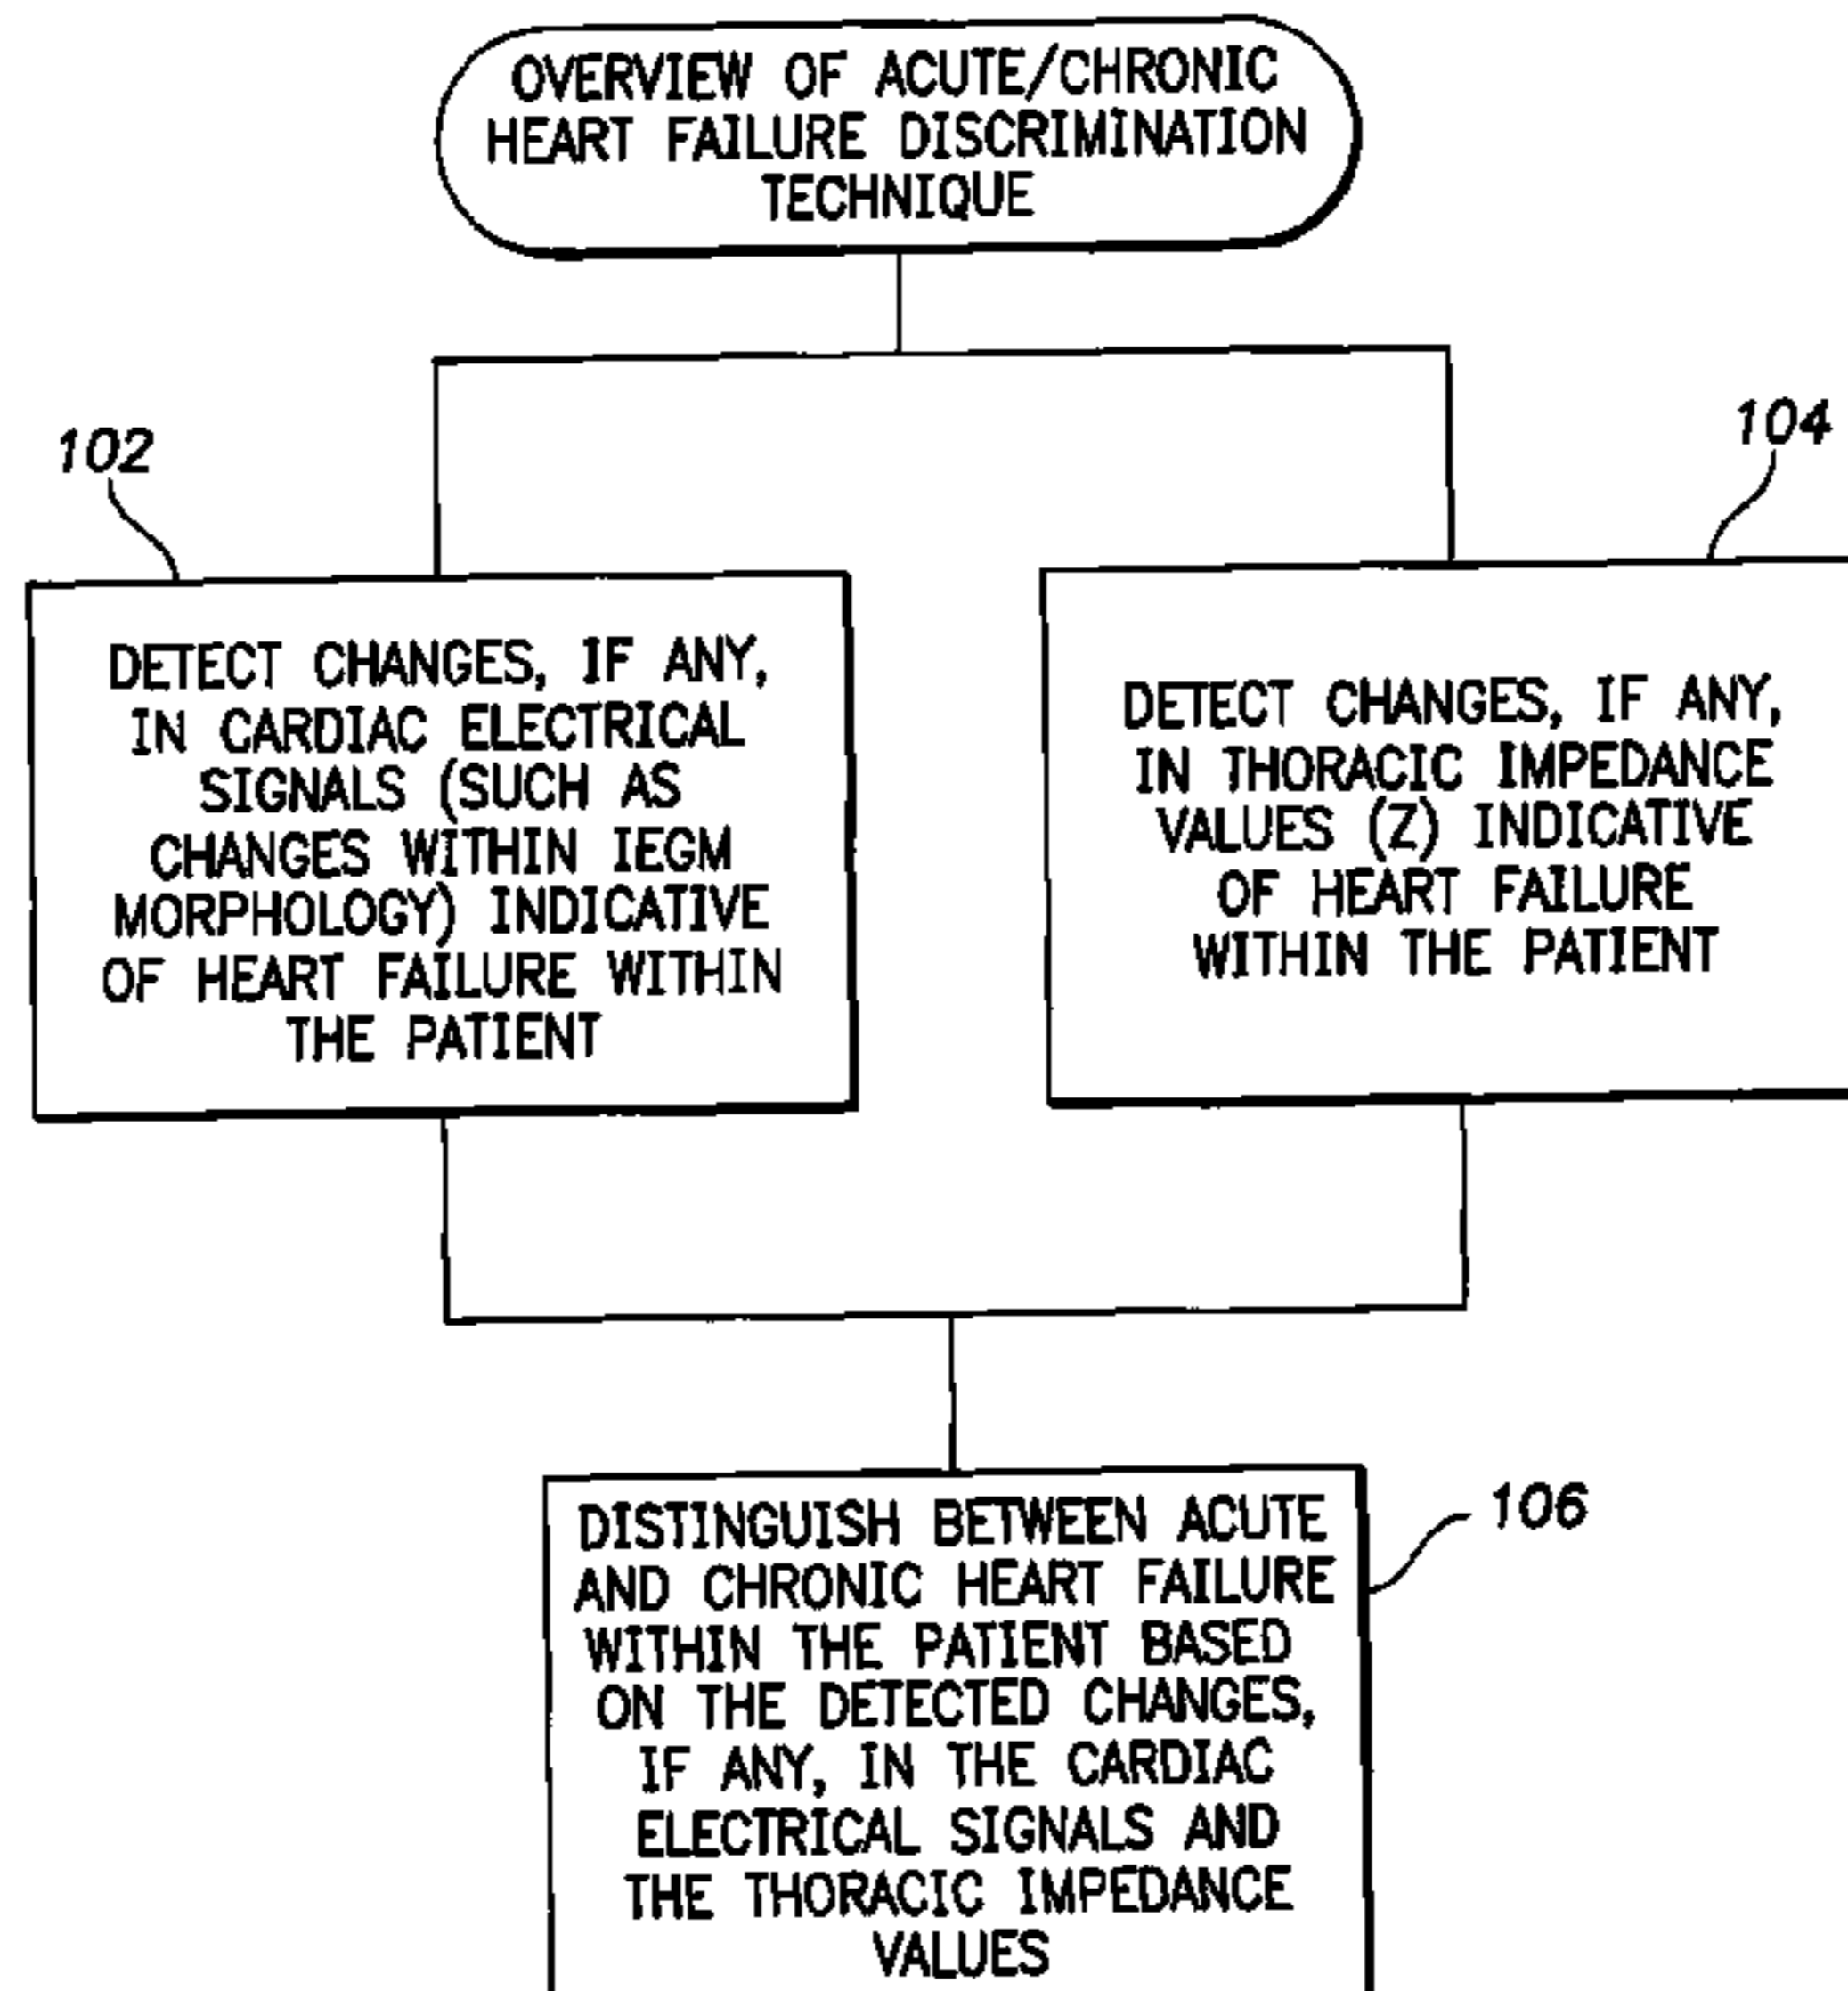 OVERVIEW OF ACUTE/CHRONIC
HEART FAILURE DISCRIMINATION
TECHNIQUE
102
DETECT CHANGES, IF ANY,
IN CARDIAC ELECTRICAL
SIGNALS (SUCH AS
CHANGES WITHIN IEGM
MORPHOLOGY) INDICATIVE
OF HEART FAILURE WITHIN
THE PATIENT
104
DETECT CHANGES, IF ANY,
IN THORACIC IMPEDANCE
VALUES (Z) INDICATIVE
OF HEART FAILURE
WITHIN THE PATIENT
106
DISTINGUISH BETWEEN ACUTE
AND CHRONIC HEART FAILURE
WITHIN THE PATIENT BASED
ON THE DETECTED CHANGES,
IF ANY, IN THE CARDIAC
ELECTRICAL SIGNALS AND
THE THORACIC IMPEDANCE
VALUES